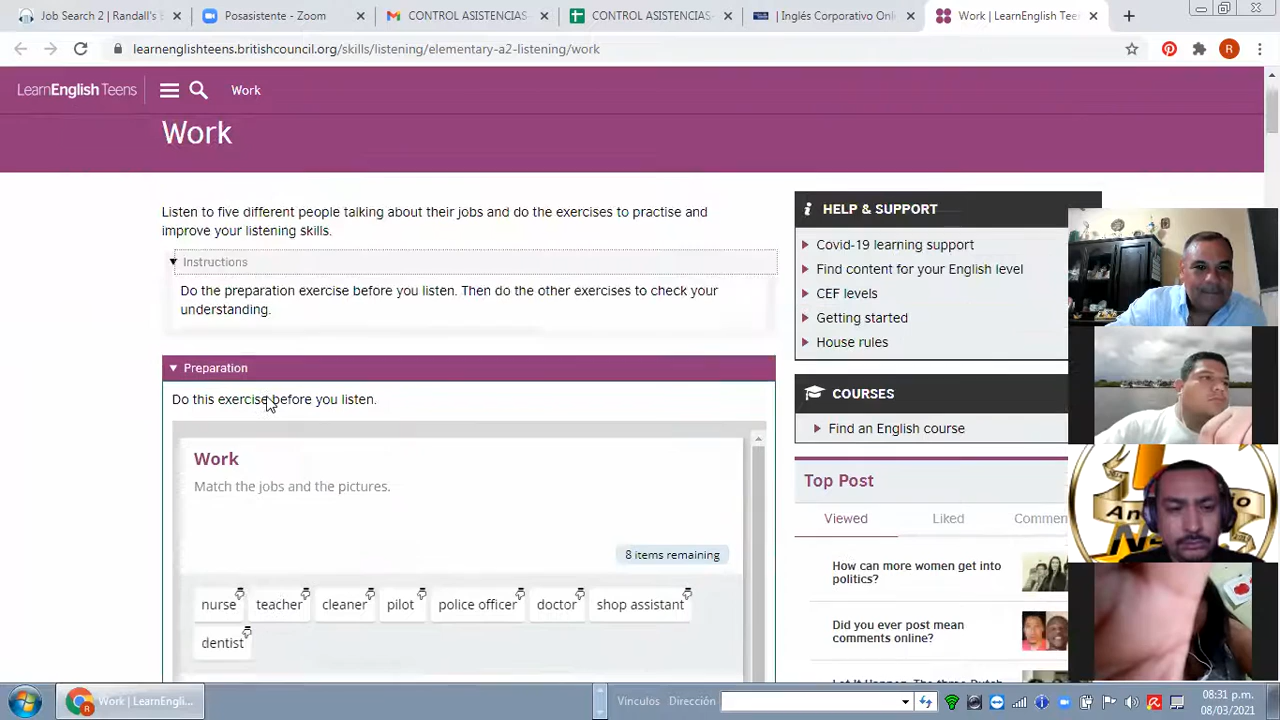 Job Search 2 | Randall's E
Posasistente - Zoom
CONTROL ASISTENCIAS-
CONTROL ASISTENCIAS-
| Inglés Corporativo Onl
Work | LearnEnglish Teen
learnenglishteens.britishcouncil.org/skills/listening/elementary-a2-listening/work
R
LearnEnglish Teens
Work
Work
Listen to five different people talking about their jobs and do the exercises to practise and
improve your listening skills.
Instructions
Do the preparation exercise before you listen. Then do the other exercises to check your
understanding.
Preparation
Do this exercise before you listen.
Work
Match the jobs and the pictures.
8 items remaining
nurse teacher cleaner pilot police officer doctor shop assistant
dentist
HELP & SUPPORT
Covid-19 learning support
Find content for your English level
CEF levels
Getting started
House rules
COURSES
Find an English course
Top Post
Viewed Liked Commen
How can more women get into
politics?
Did you ever post mean
comments online?
Let It Happen: The three Dutch
Work | LearnEngli...
R
Vínculos Dirección
08:31 p.m.
08/03/2021